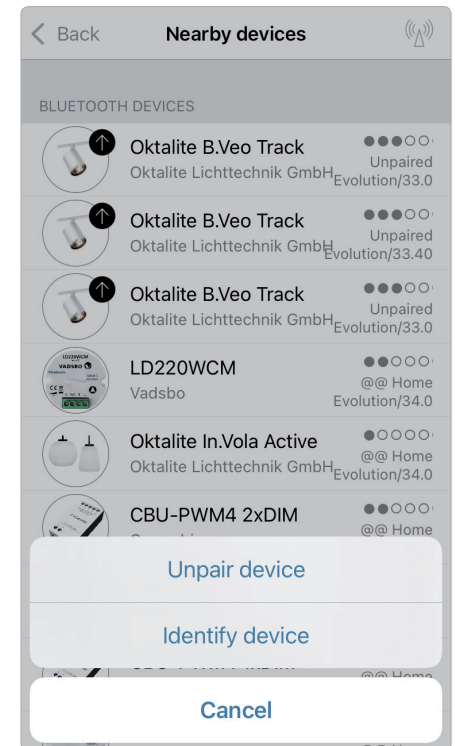 Back
Nearby devices
BLUETOOTH DEVICES
Oktalite B.Veo Track
Oktalite Lichttechnik GmbH
Unpaired
Evolution/33.0
Oktalite B.Veo Track
Oktalite Lichttechnik GmbH
Unpaired
Evolution/33.40
Oktalite B.Veo Track
Oktalite Lichttechnik GmbH
Unpaired
Evolution/33.0
LD220WCM
VADSBO
LD220WCM
Vadsbo
@@ Home
Evolution/34.0
Oktalite In.Vola Active
Oktalite Lichttechnik GmbH
@@ Home
Evolution/34.0
CBU-PWM4 2xDIM
@@ Home
Unpair device
Identify device
@@ Home
Cancel